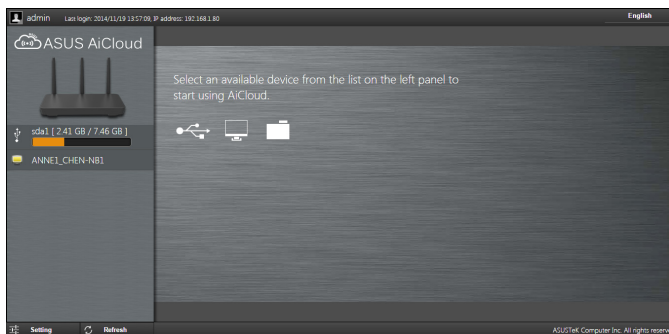 admin Last login: 2014/11/19 13:57:09, IP address: 192.168.1.80 English
ASUS AiCloud
Select an available device from the list on the left panel to
start using AiCloud.
sda1 [ 2.41 GB / 7.46 GB ]
ANNE1_CHEN-NB1
Setting Refresh ASUSTeK Computer Inc. All rights reserv